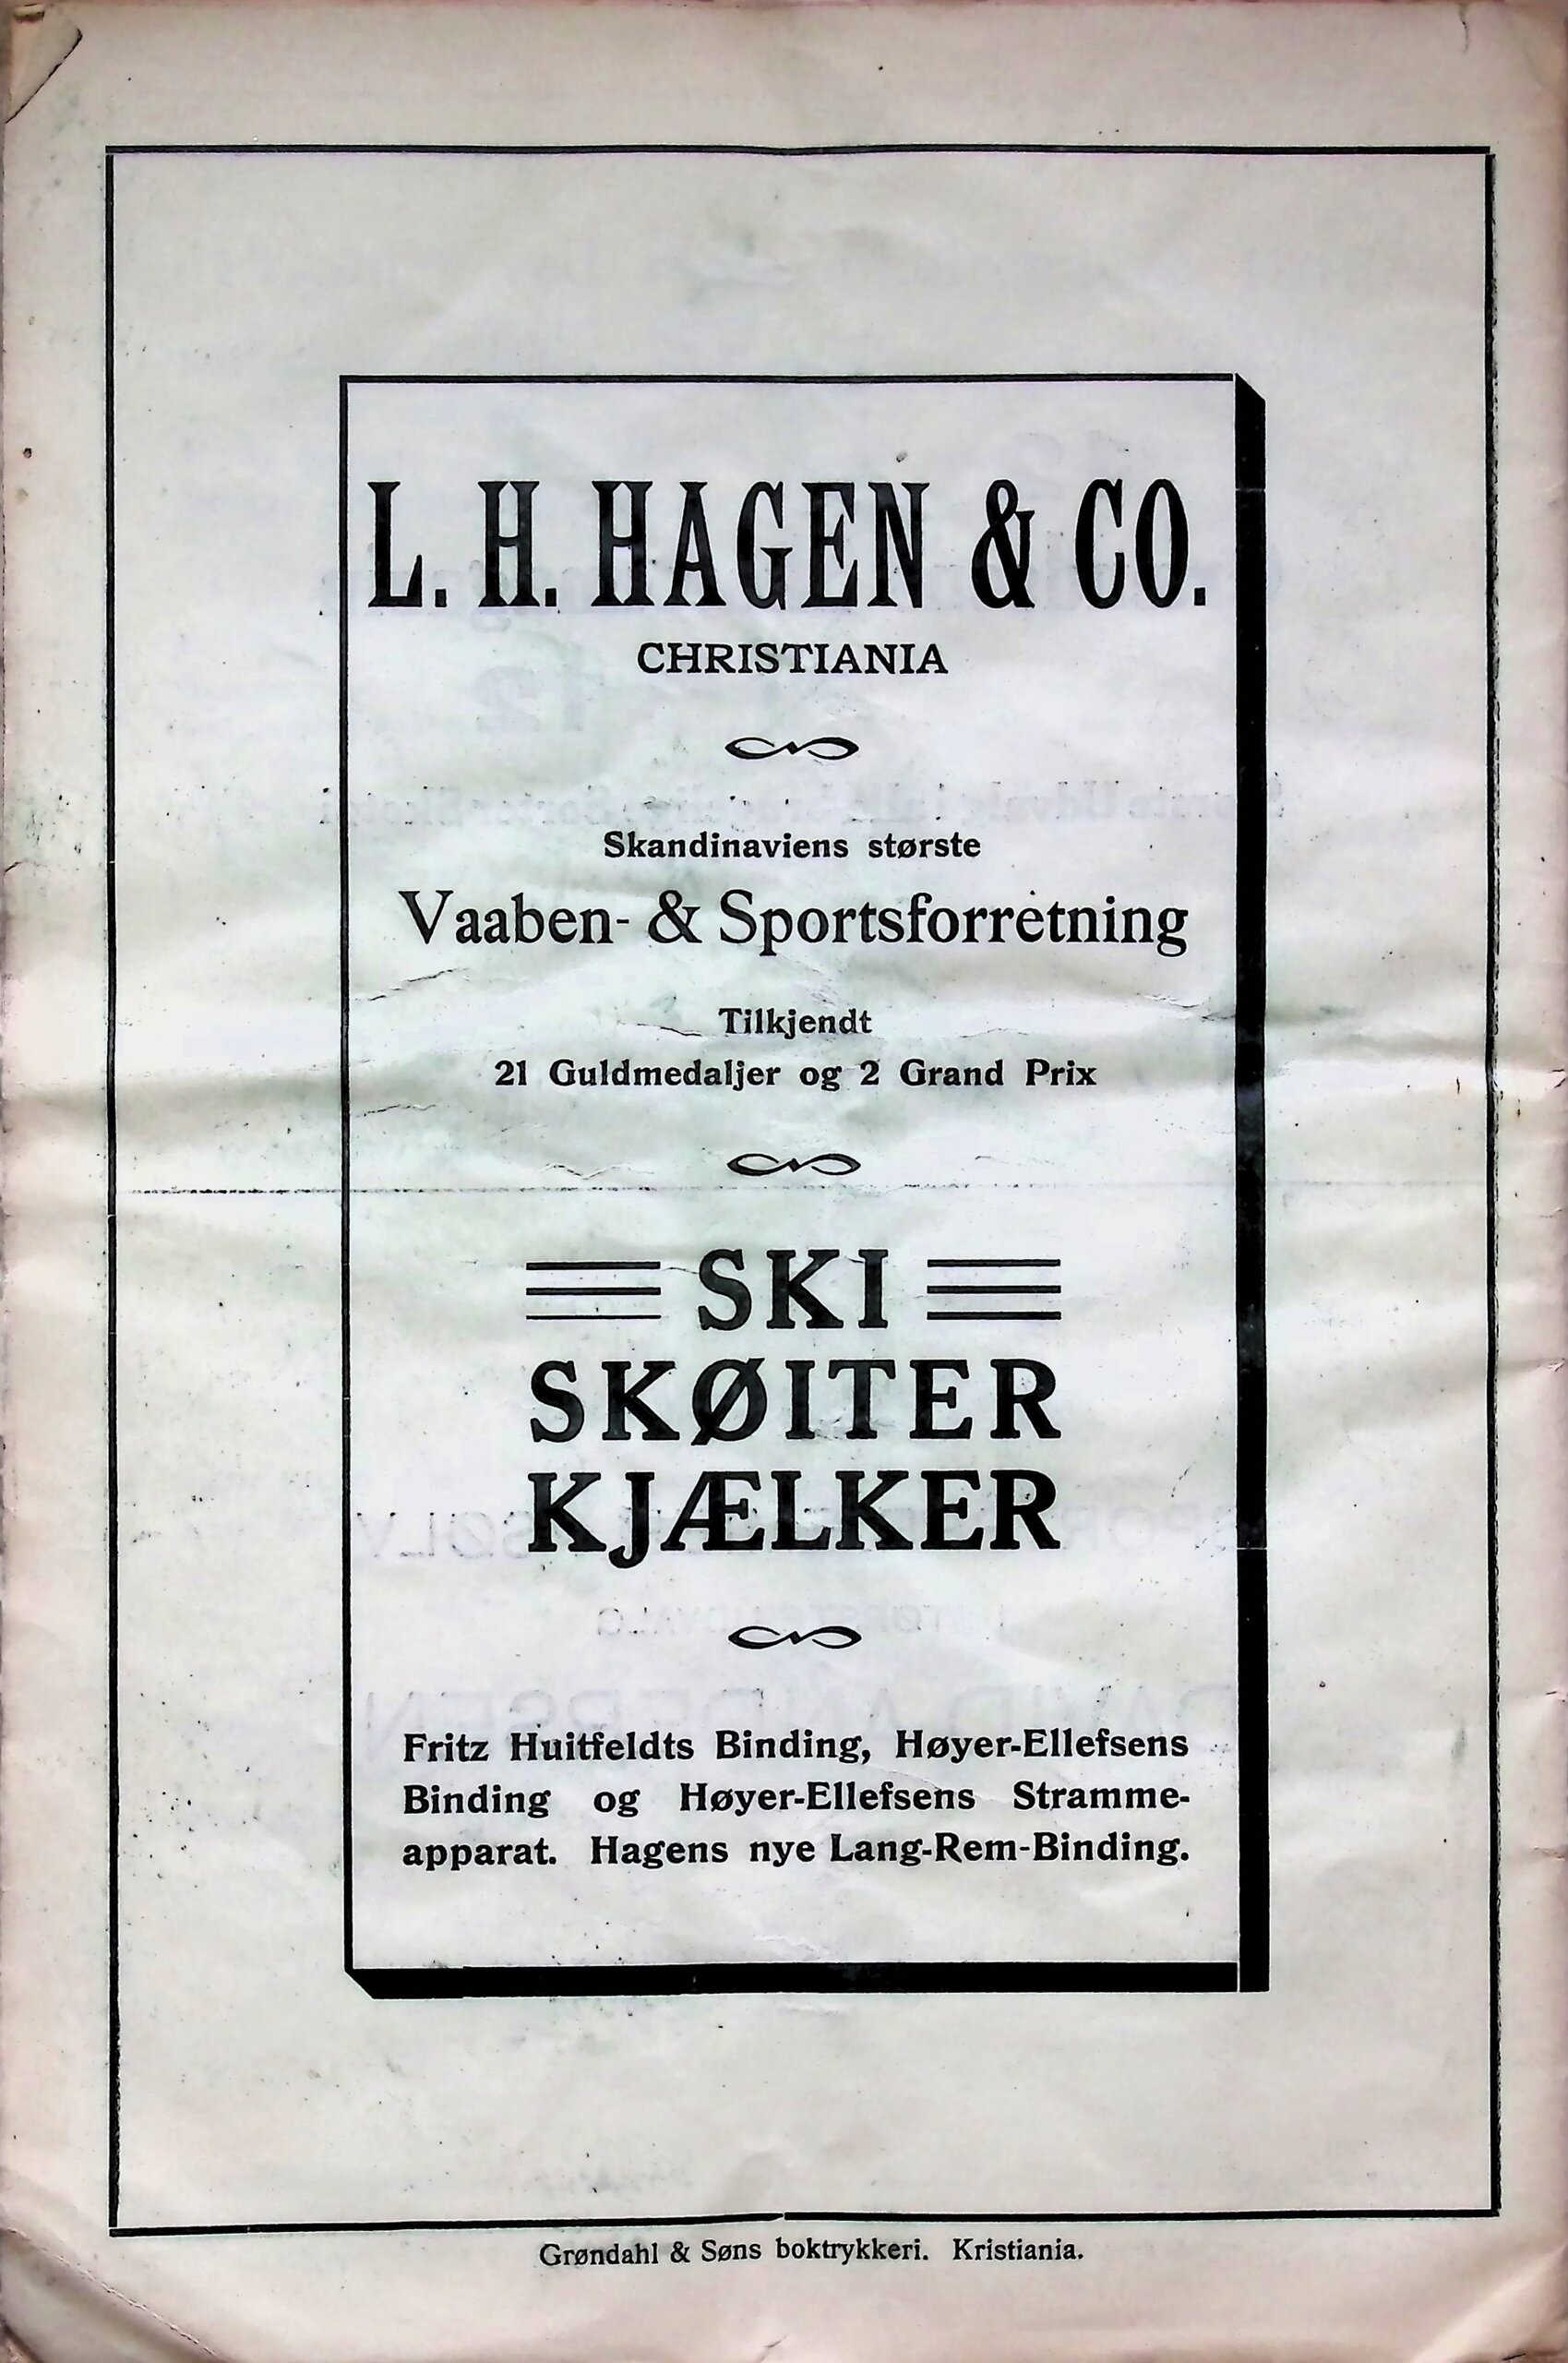 L. H. HAGEN & CO.
CHRISTIANIA
Skandinaviens største
Vaaben- & Sportsforretning
Tilkjendt
21 Guldmedaljer og 2 Grand Prix
SKI
SKØITER
KJÆLKER
Fritz Huitfeldts Binding, Høyer-Ellefsens
Binding og Høyer-Ellefsens Stramme-
apparat. Hagens nye Lang-Rem-Binding.
Grøndahl & Søns boktrykkeri. Kristiania.